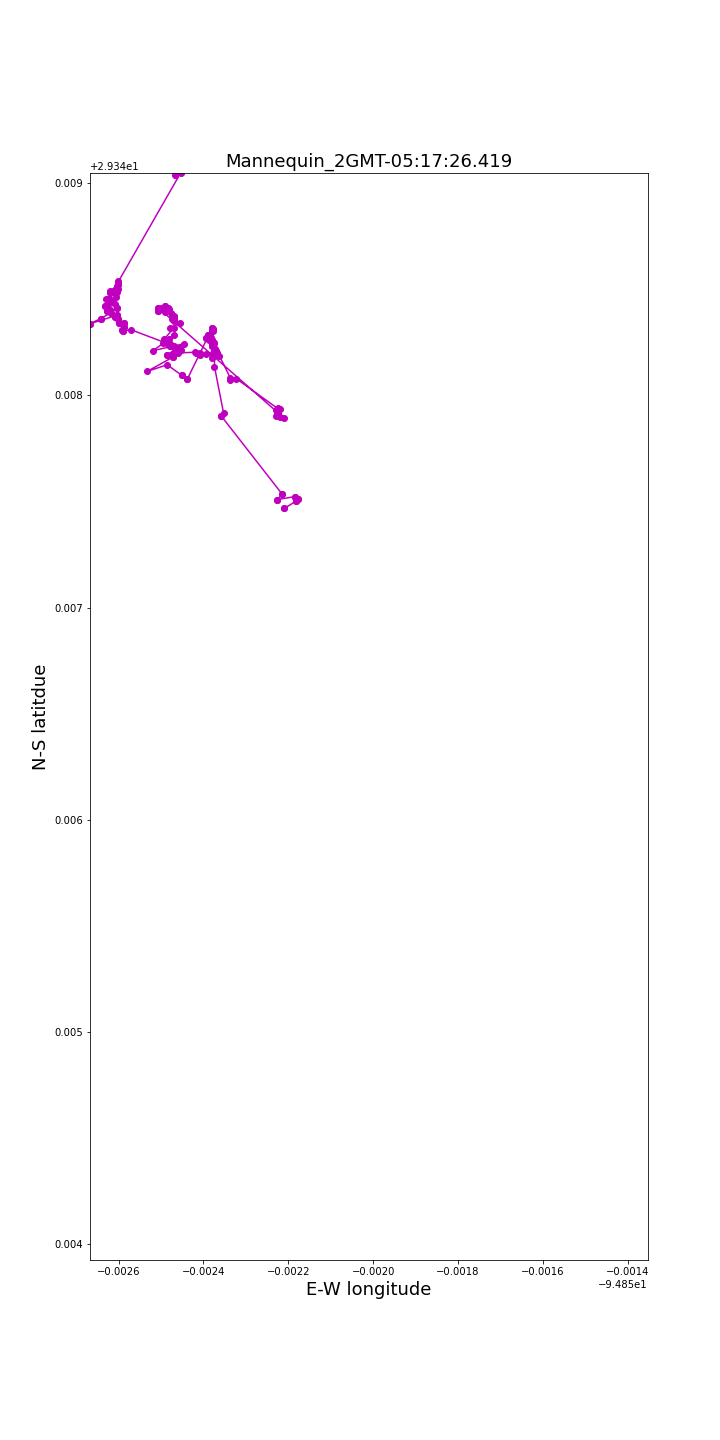 Mannequin_2GMT-05:17:26.419
+2.934e1
0.009
0.008
0.007
0.006
0.005
0.004
N-S latitdue
−0.0026 −0.0024 −0.0022 −0.0020 −0.0018 −0.0016 −0.0014
−9.485e1
E-W longitude